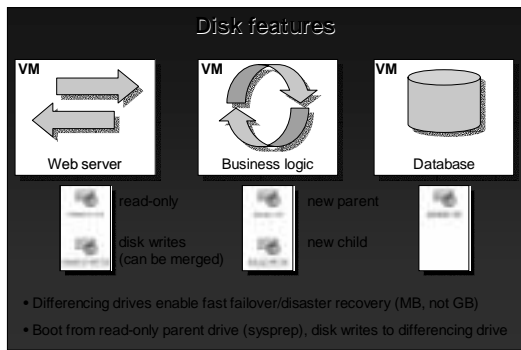 Disk features
VM
VM
VM
Web server
Business logic
Database
read-only
new parent
disk writes
(can be merged)
new child
• Differencing drives enable fast failover/disaster recovery (MB, not GB)
• Boot from read-only parent drive (sysprep), disk writes to differencing drive